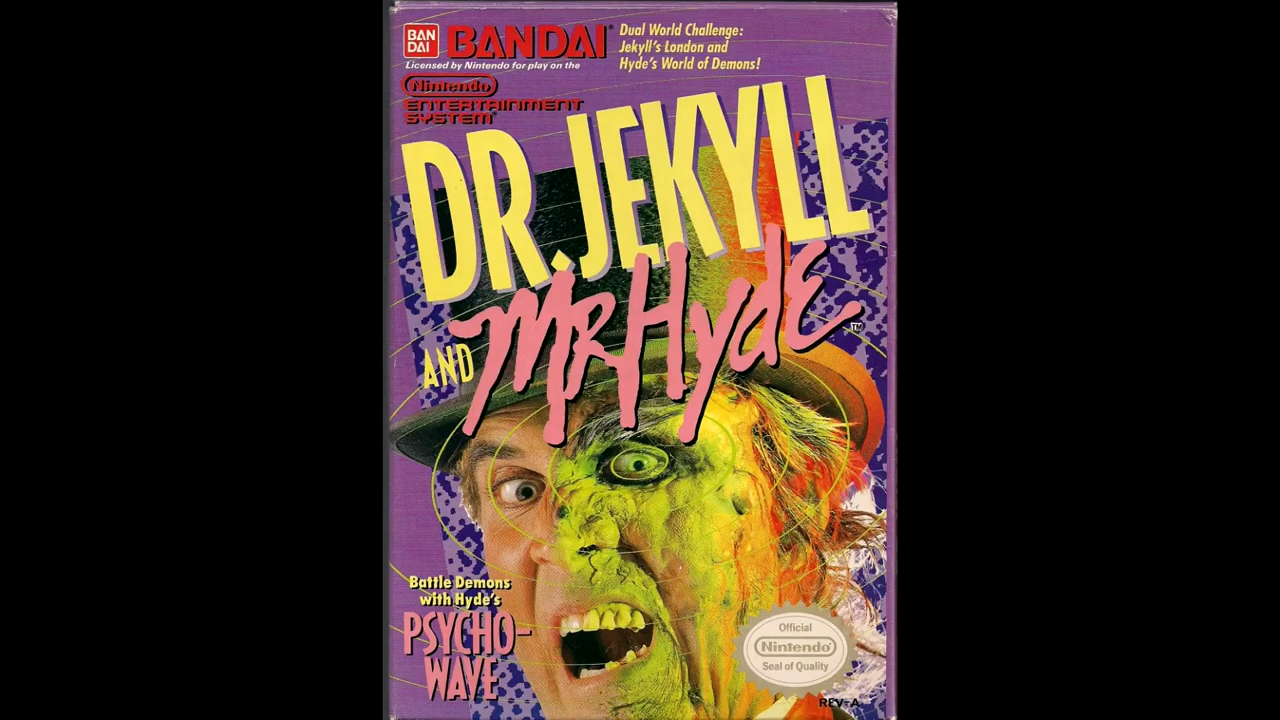 BAN
DAI
BANDAI
Licensed by Nintendo for play on the
Nintendo
ENTERTAINMENT
SYSTEM
Dual World Challenge:
Jekyll's London and
Hyde's World of Demons!
DR. JEKYLL
AND MR HydE
TM
Battle Demons
with Hyde's
PSYCHO-
WAVE
Official
Nintendo
Seal of Quality
REV-A